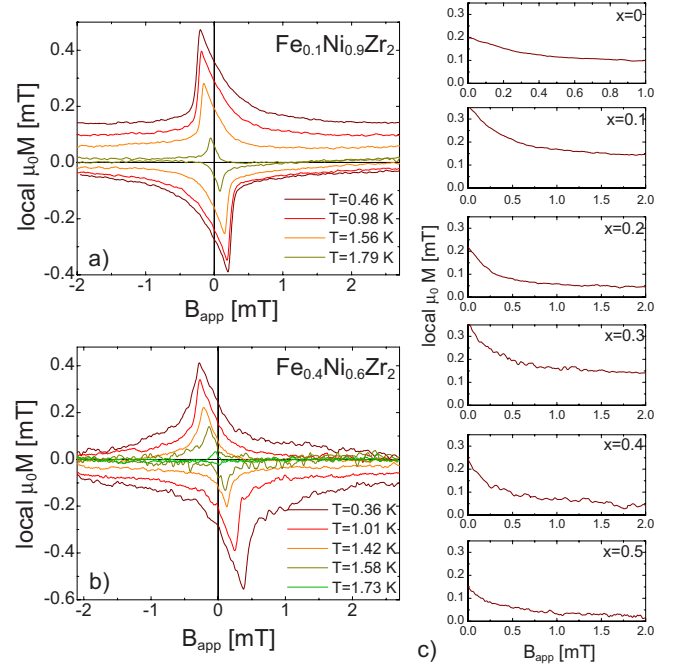 Fe0.1Ni0.9Zr2
local μ0M [mT]
0.4
0.2
0.0
-0.2
-0.4
T=0.46 K
T=0.98 K
T=1.56 K
T=1.79 K
a)
-2 -1 0 1 2
Bapp [mT]
Fe0.4Ni0.6Zr2
local μ0M [mT]
0.4
0.2
0.0
-0.2
-0.4
-0.6
T=0.36 K
T=1.01 K
T=1.42 K
T=1.58 K
T=1.73 K
b)
-2 -1 0 1 2
Bapp [mT]
c)
local μ0 M [mT]
x=0
0.3
0.2
0.1
0.0
0.0 0.2 0.4 0.6 0.8 1.0
x=0.1
0.3
0.2
0.1
0.0
0.0 0.5 1.0 1.5 2.0
x=0.2
0.3
0.2
0.1
0.0
0.0 0.5 1.0 1.5 2.0
x=0.3
0.3
0.2
0.1
0.0
0.0 0.5 1.0 1.5 2.0
x=0.4
0.3
0.2
0.1
0.0
0.0 0.5 1.0 1.5 2.0
x=0.5
0.3
0.2
0.1
0.0
0.0 0.5 1.0 1.5 2.0
Bapp [mT]